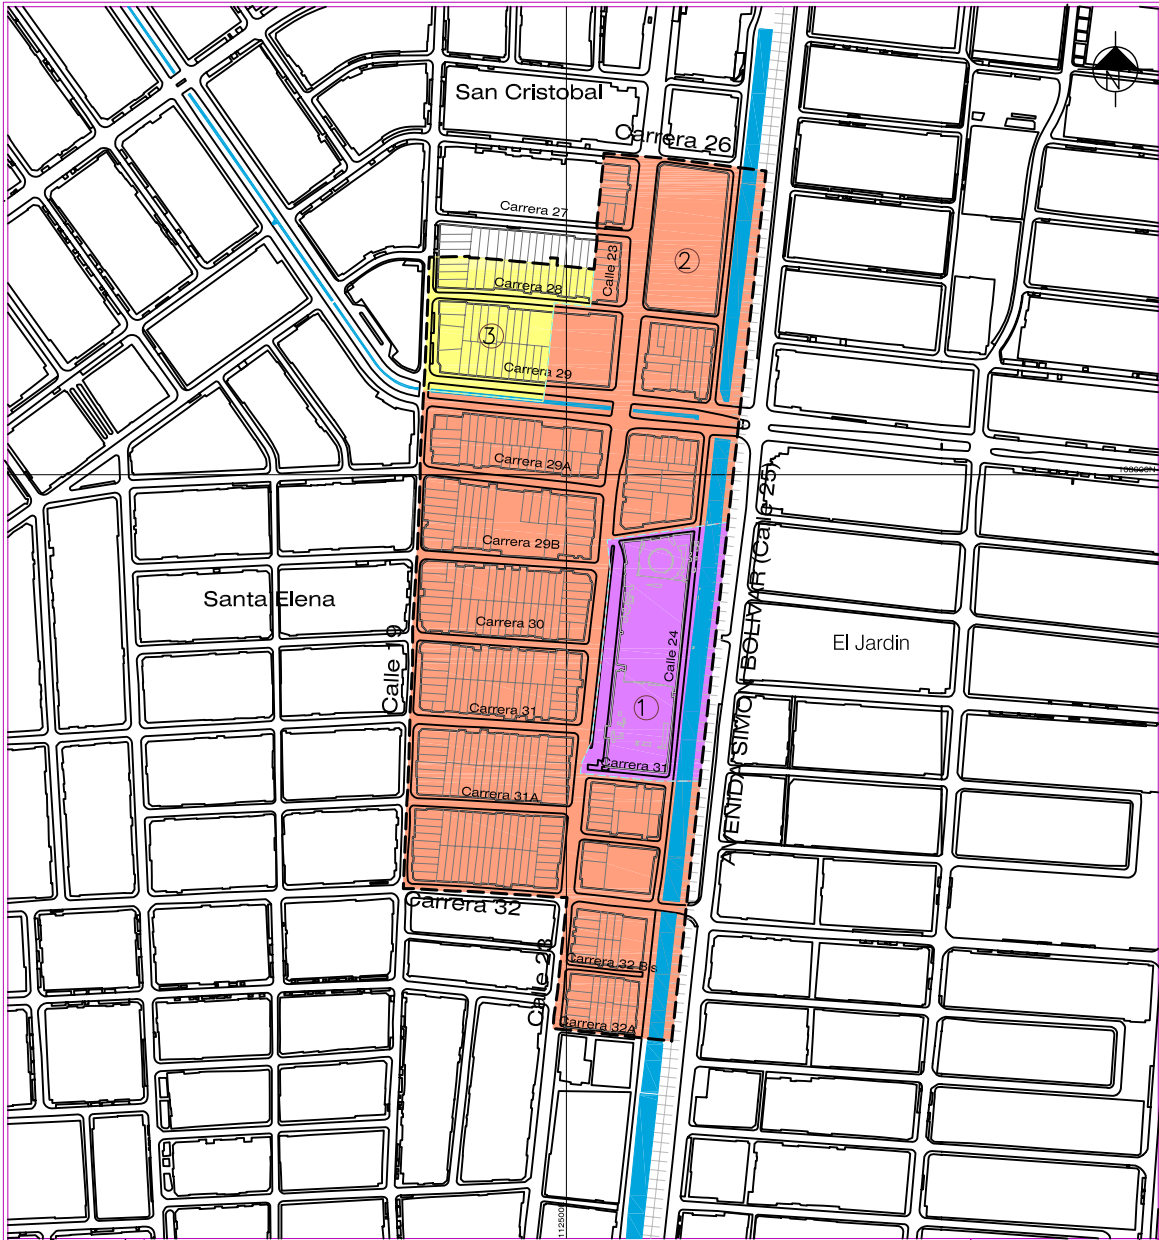 San Cristobal
N
Carrera 26
Carrera 27
Calle 23
2
Carrera 28
3
Carrera 29
Carrera 29A
108600N
AVENIDA SIMON BOLIVAR (Calle 25)
Carrera 29B
Santa Elena
Carrera 30
Calle 19
Calle 24
El Jardin
Carrera 31
1
Carrera 31
Carrera 31A
Carrera 32
Calle 23
Carrera 32 Bis
Carrera 32A